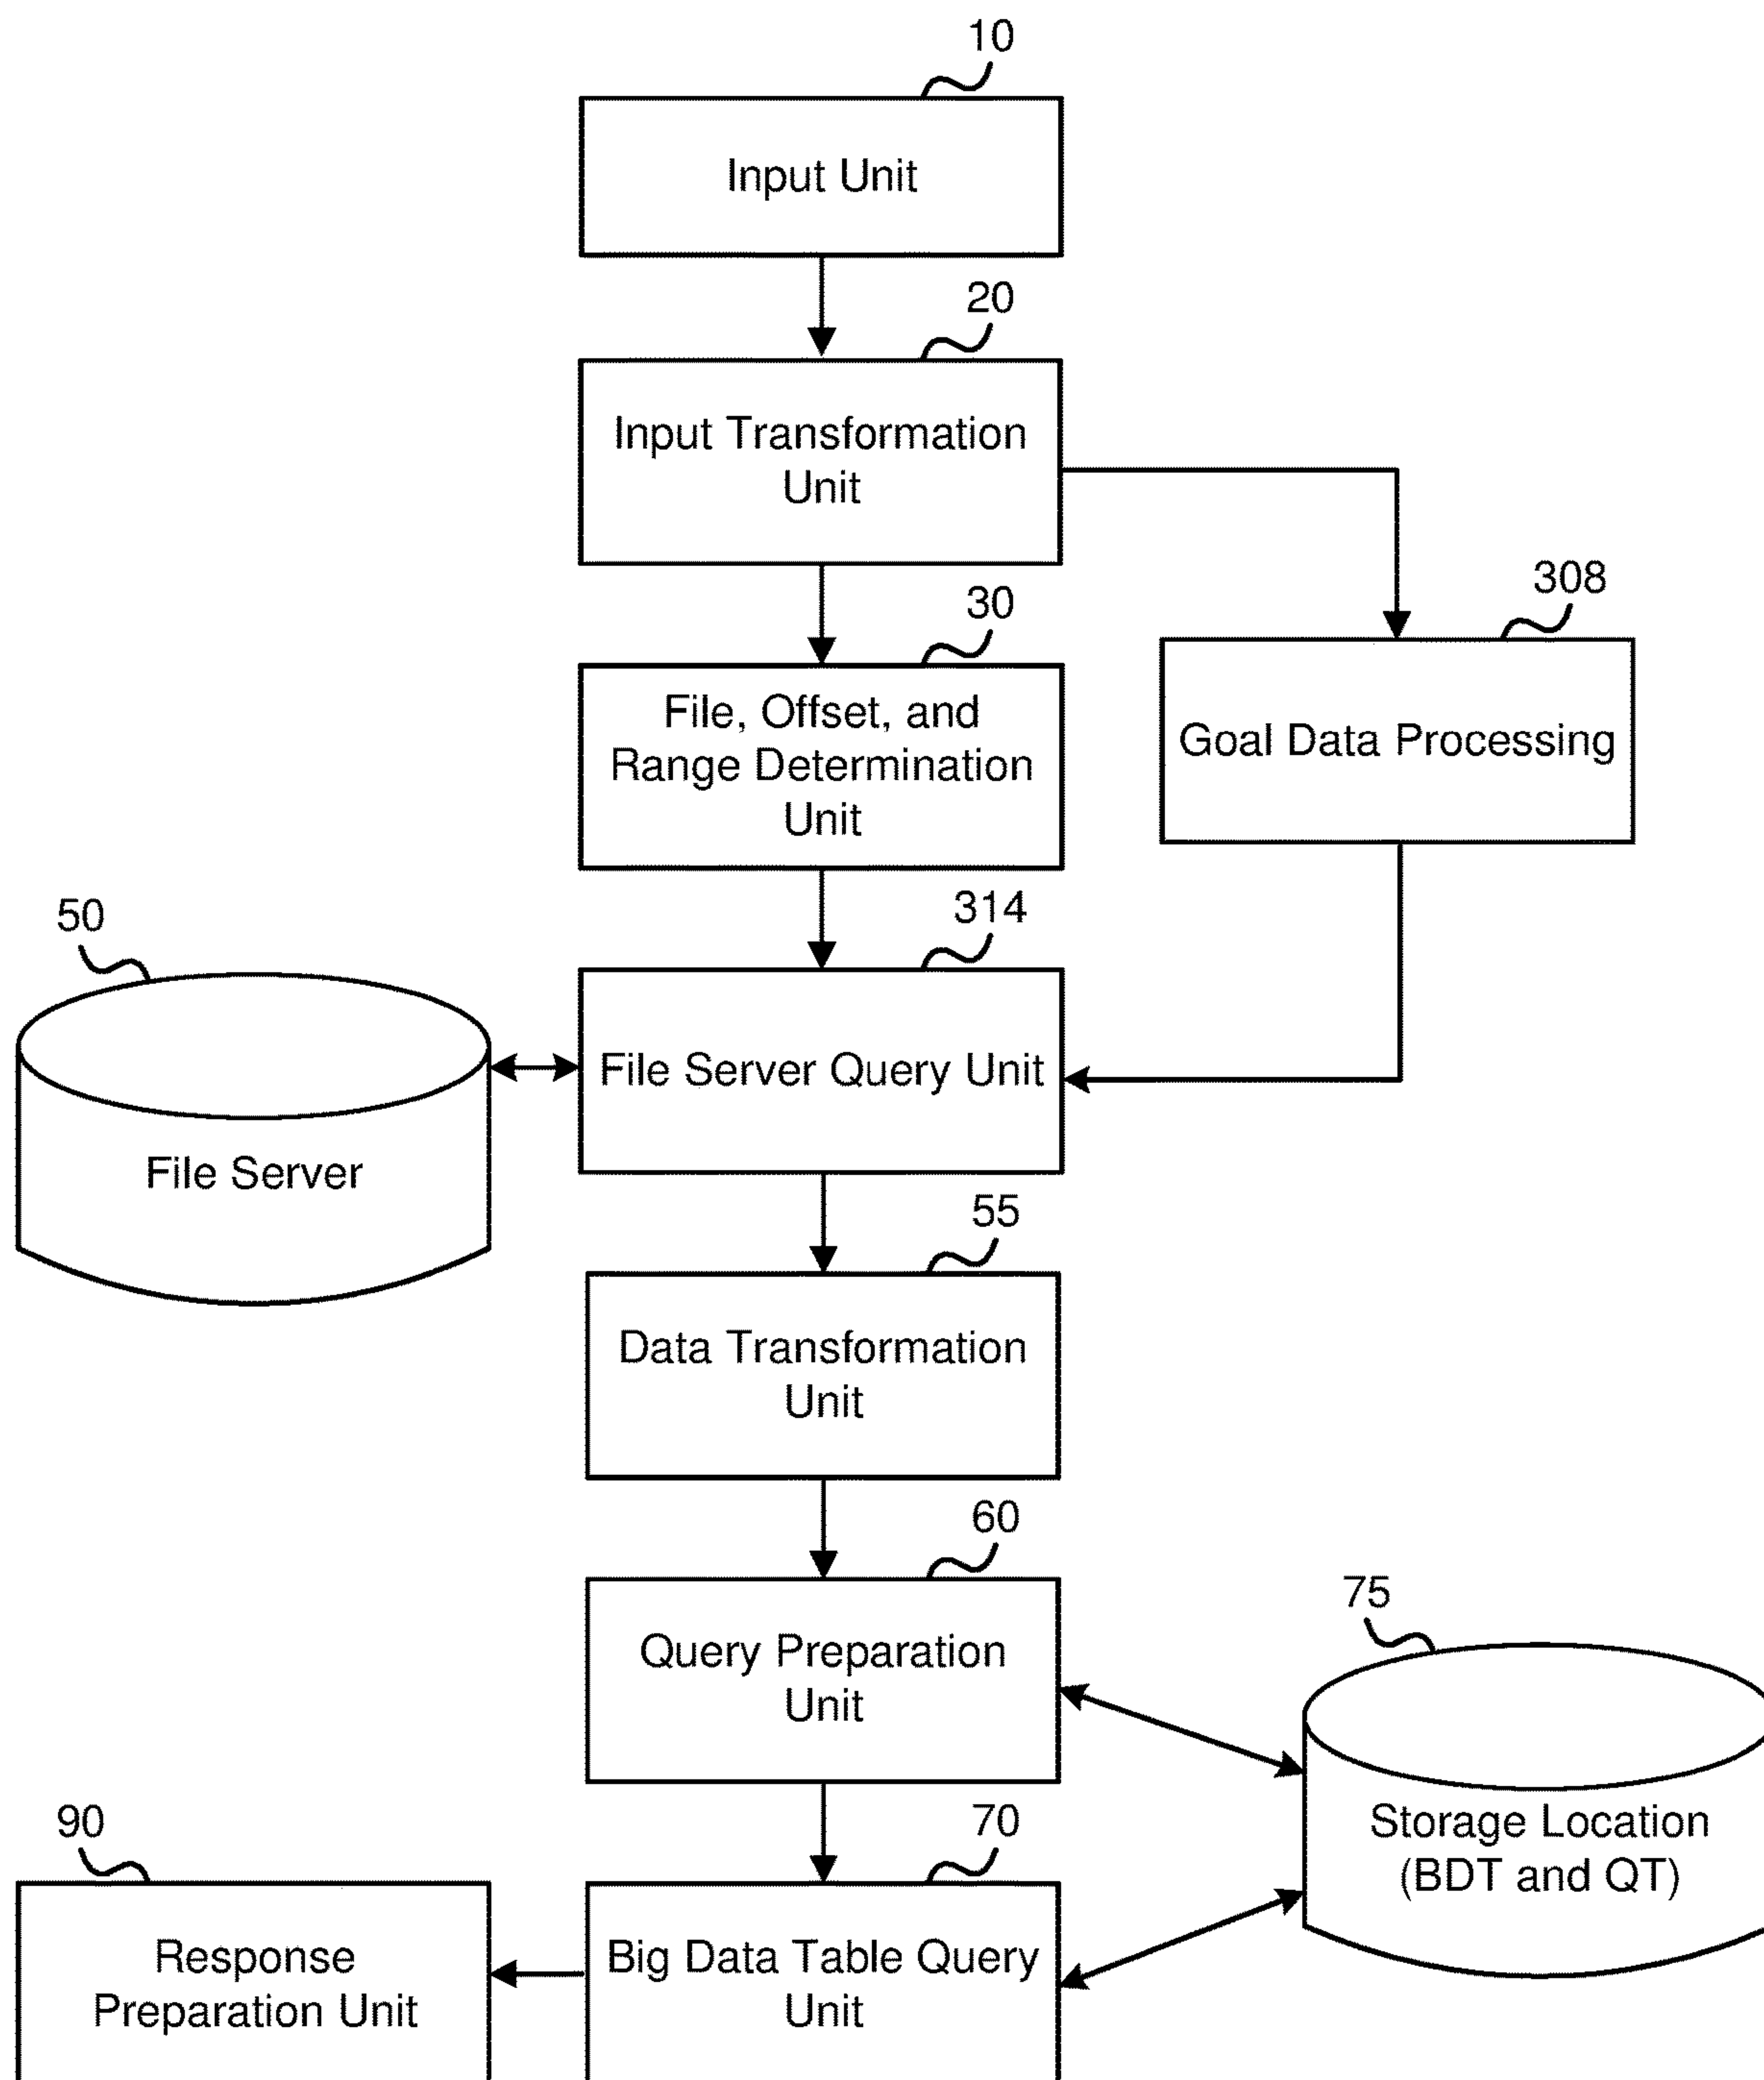 10
Input Unit
20
Input Transformation
Unit
308
Goal Data Processing
30
File, Offset, and
Range Determination
Unit
314
File Server Query Unit
50
File Server
55
Data Transformation
Unit
60
Query Preparation
Unit
75
Storage Location
(BDT and QT)
70
Big Data Table Query
Unit
90
Response
Preparation Unit